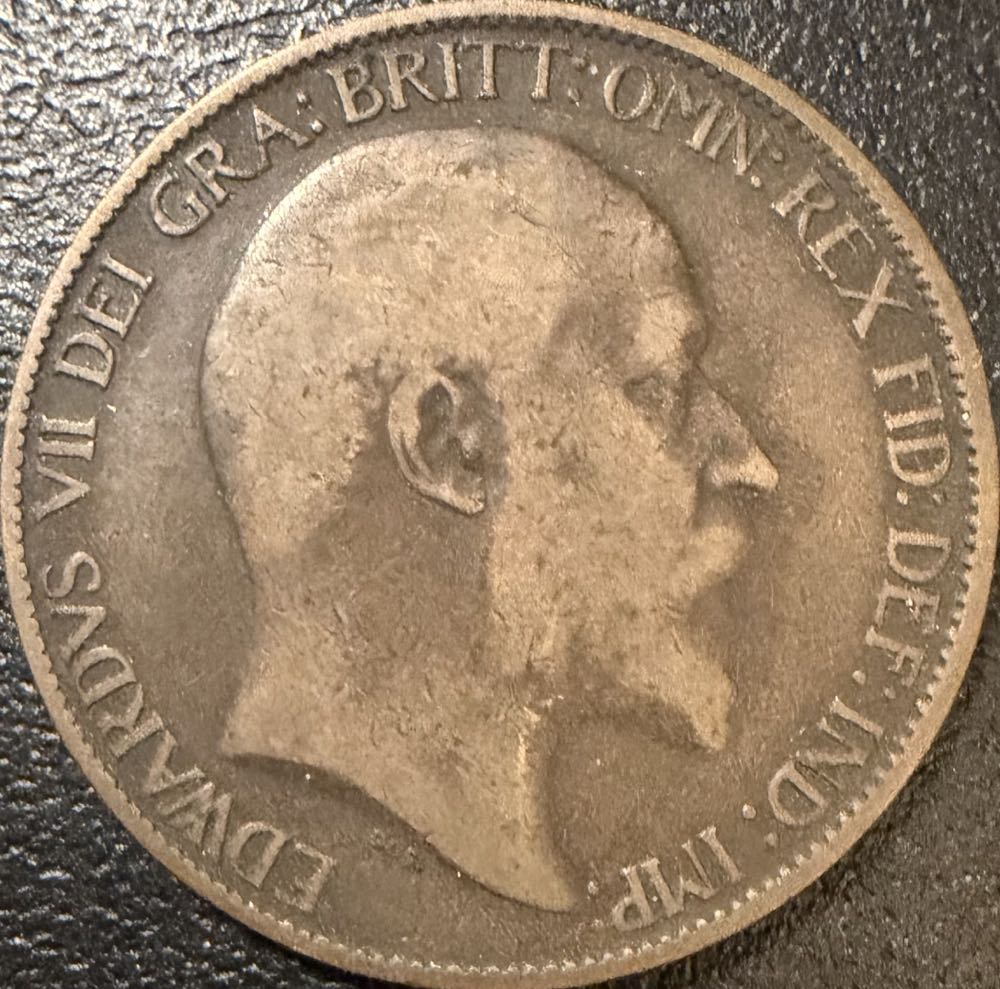 EDWARDVS VII DEI GRA: BRITT: OMN: REX FID: DEF: IND: IMP: